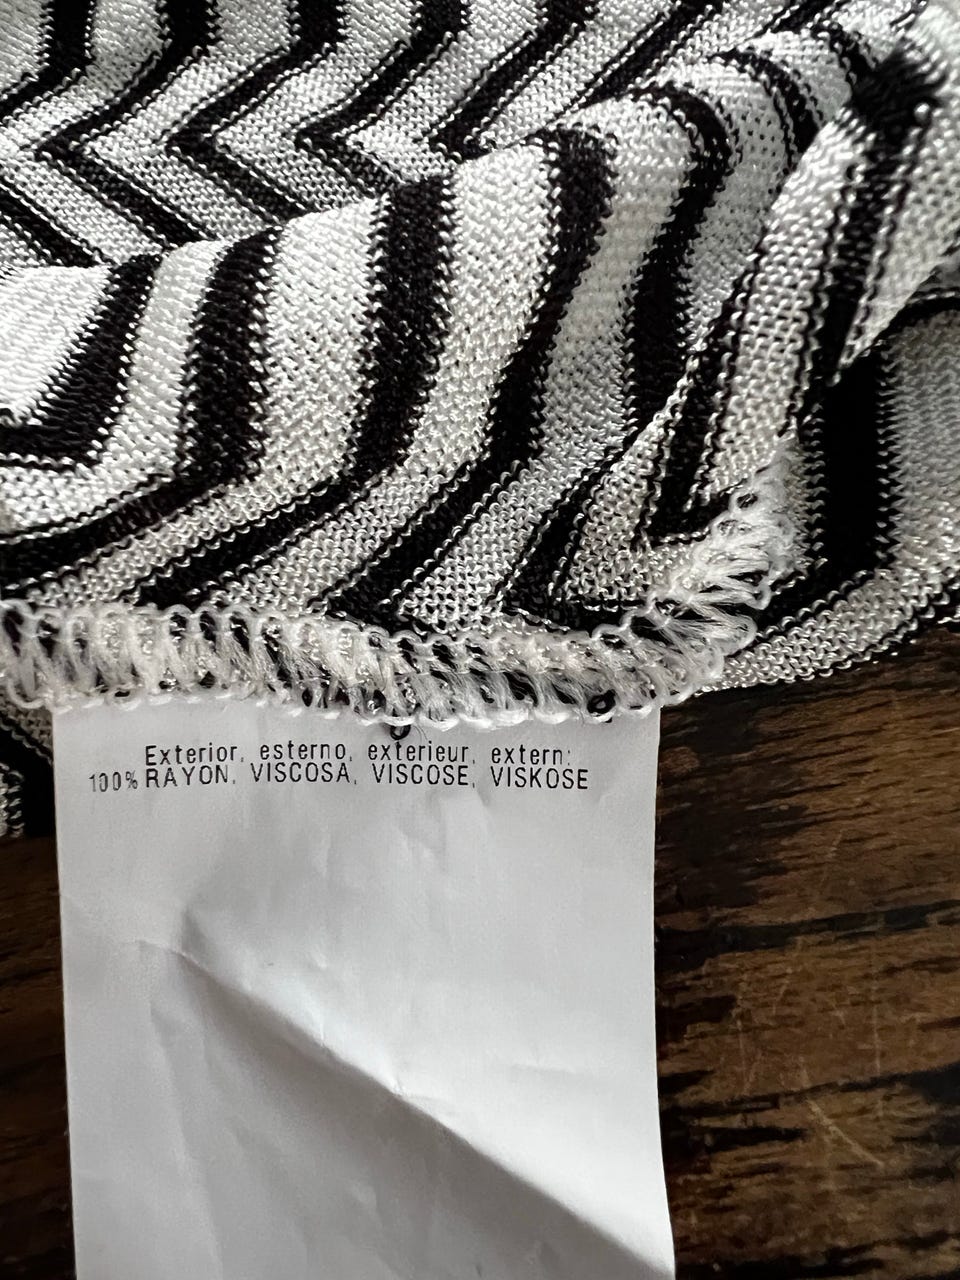 Exterior, esterno, exterieur, extern:
100% RAYON, VISCOSA, VISCOSE, VISKOSE